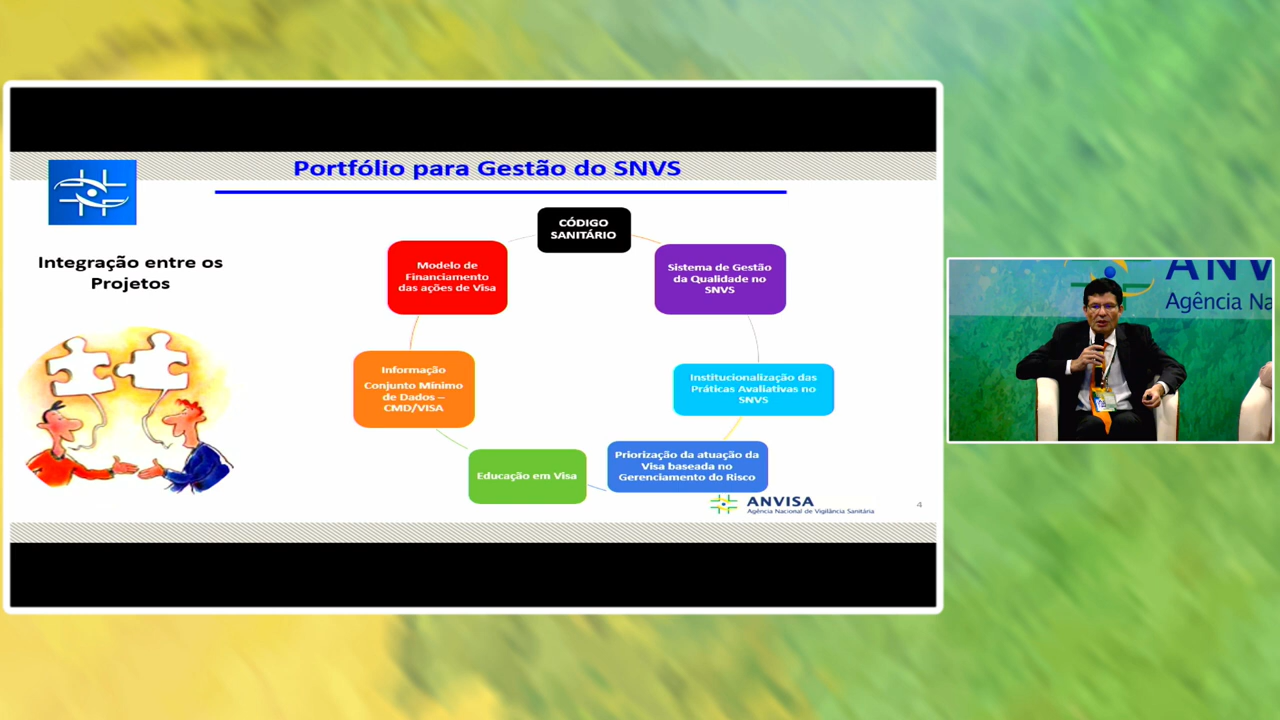 Portfólio para Gestão do SNVS
Integração entre os
Projetos
CÓDIGO
SANITÁRIO
Modelo de
Financiamento
das ações de Visa
Sistema de Gestão
da Qualidade no
SNVS
Informação
Conjunto Mínimo
de Dados –
CMD/VISA
Institucionalização das
Práticas Avaliativas no
SNVS
Educação em Visa
Priorização da atuação da
Visa baseada no
Gerenciamento do Risco
ANVISA
Agência Nacional de Vigilância Sanitária
4
ANV
Agência Na